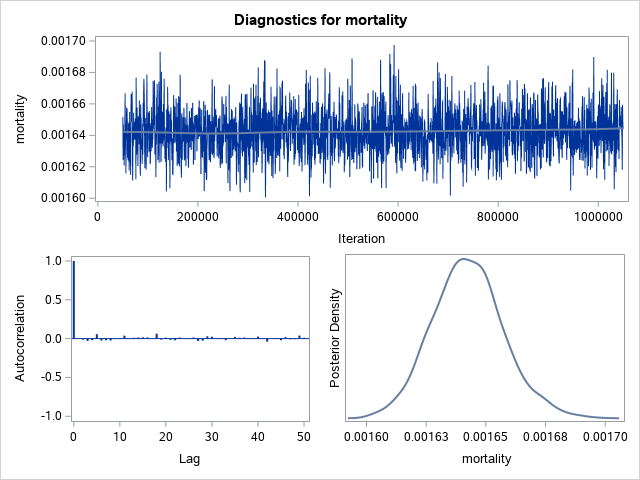 Diagnostics for mortality
0.00170
0.00168
0.00166
0.00164
0.00162
0.00160
mortality
0 200000 400000 600000 800000 1000000
Iteration
1.0
0.5
0.0
-0.5
-1.0
Autocorrelation
0 10 20 30 40 50
Lag
Posterior Density
0.00160 0.00163 0.00165 0.00168 0.00170
mortality